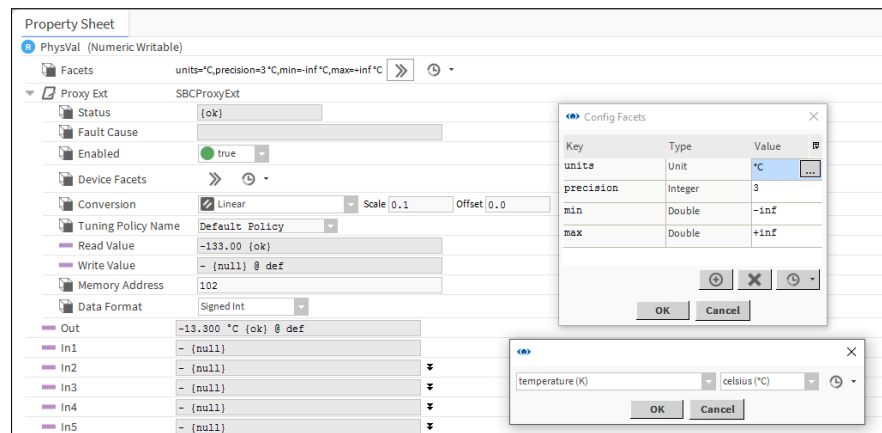 Property Sheet
R PhysVal (Numeric Writable)
Facets units=°C,precision=3 °C,min=-inf °C,max=+inf °C
Proxy Ext SBCProxyExt
Status {ok}
Fault Cause
Enabled true
Device Facets
Conversion Linear Scale 0.1 Offset 0.0
Tuning Policy Name Default Policy
Read Value -133.00 {ok}
Write Value - {null} @ def
Memory Address 102
Data Format Signed Int
Out -13.300 °C {ok} @ def
In1 - {null}
In2 - {null}
In3 - {null}
In4 - {null}
In5 - {null}
Config Facets
Key Type Value
units Unit °C ...
precision Integer 3
min Double -inf
max Double +inf
OK Cancel
temperature (K) celsius (°C)
OK Cancel